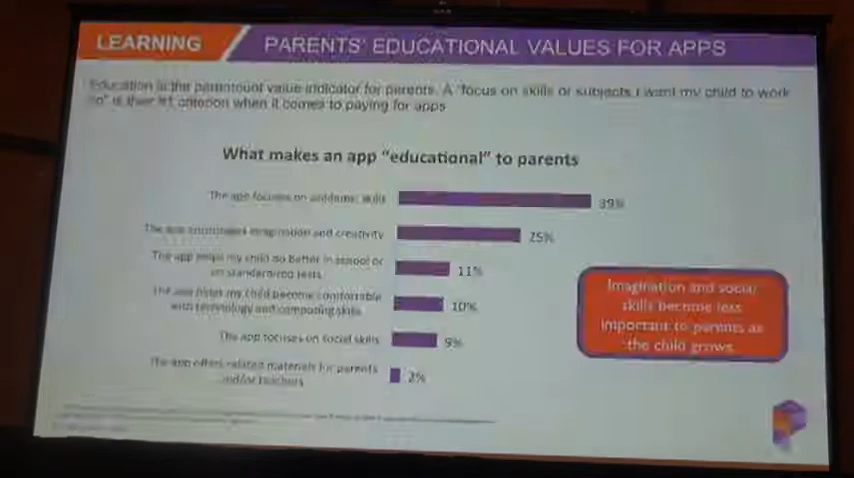 LEARNING
PARENTS' EDUCATIONAL VALUES FOR APPS
Education is the paramount value indicator for parents. A "focus on skills or subjects I want my child to work
on" is their #1 criterion when it comes to paying for apps
What makes an app "educational" to parents
The app focuses on academic skills 39%
The app encourages imagination and creativity 25%
The app helps my child do better in school or
on standardized tests 11%
The app helps my child become comfortable
with technology and computing skills 10%
The app focuses on social skills 9%
The app offers related materials for parents
and/or teachers 2%
Imagination and social
skills become less
important to parents as
the child grows